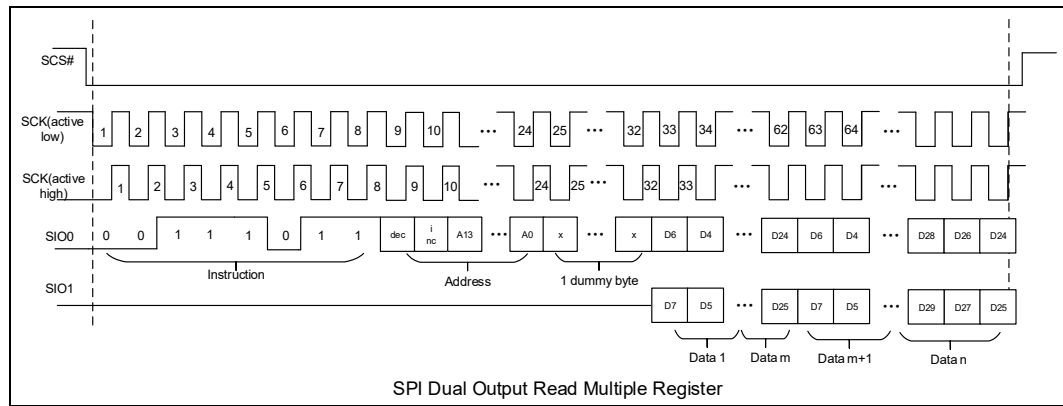 SCS#
SCK(active low)
1 2 3 4 5 6 7 8 9 10 ••• 24 25 ••• 32 33 34 ••• 62 63 64 •••
SCK(active high)
1 2 3 4 5 6 7 8 9 10 ••• 24 25 ••• 32 33 ••• ••• •••
SIO0
0 0 1 1 1 0 1 1 dec i nc A13 ••• A0 x ••• x D6 D4 ••• D24 D6 D4 ••• D28 D26 D24
Instruction Address 1 dummy byte
SIO1
D7 D5 ••• D25 D7 D5 ••• D29 D27 D25
Data 1 Data m Data m+1 Data n
SPI Dual Output Read Multiple Register